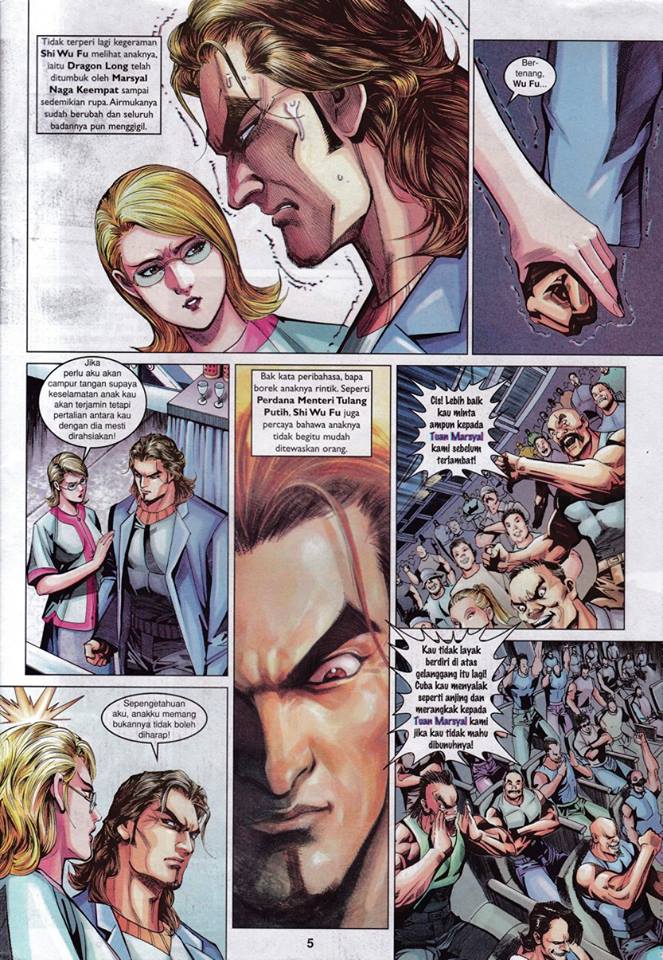 Tidak terperi lagi kegeraman
Shi Wu Fu melihat anaknya,
iaitu Dragon Long telah
ditumbuk oleh Marsyal
Naga Keempat sampai
sedemikian rupa. Airmukanya
sudah berubah dan seluruh
badannya pun menggigil.
Ber-
tenang,
Wu Fu...
Jika
perlu aku akan
campur tangan supaya
keselamatan anak kau
akan terjamin tetapi
pertalian antara kau
dengan dia mesti
dirahsiakan!
Bak kata peribahasa, bapa
borek anaknya rintik. Seperti
Perdana Menteri Tulang
Putih, Shi Wu Fu juga
percaya bahawa anaknya
tidak begitu mudah
ditewaskan orang.
Cis! Lebih baik
kau minta
ampun kepada
Tuan Marsyal
kami sebelum
terlambat!
Sepengetahuan
aku, anakku memang
bukannya tidak boleh
diharap!
Kau tidak layak
berdiri di atas
gelanggang itu lagi!
Cuba kau menyalak
seperti anjing dan
merangkak kepada
Tuan Marsyal kami
jika kau tidak mahu
dibunuhnya!
5